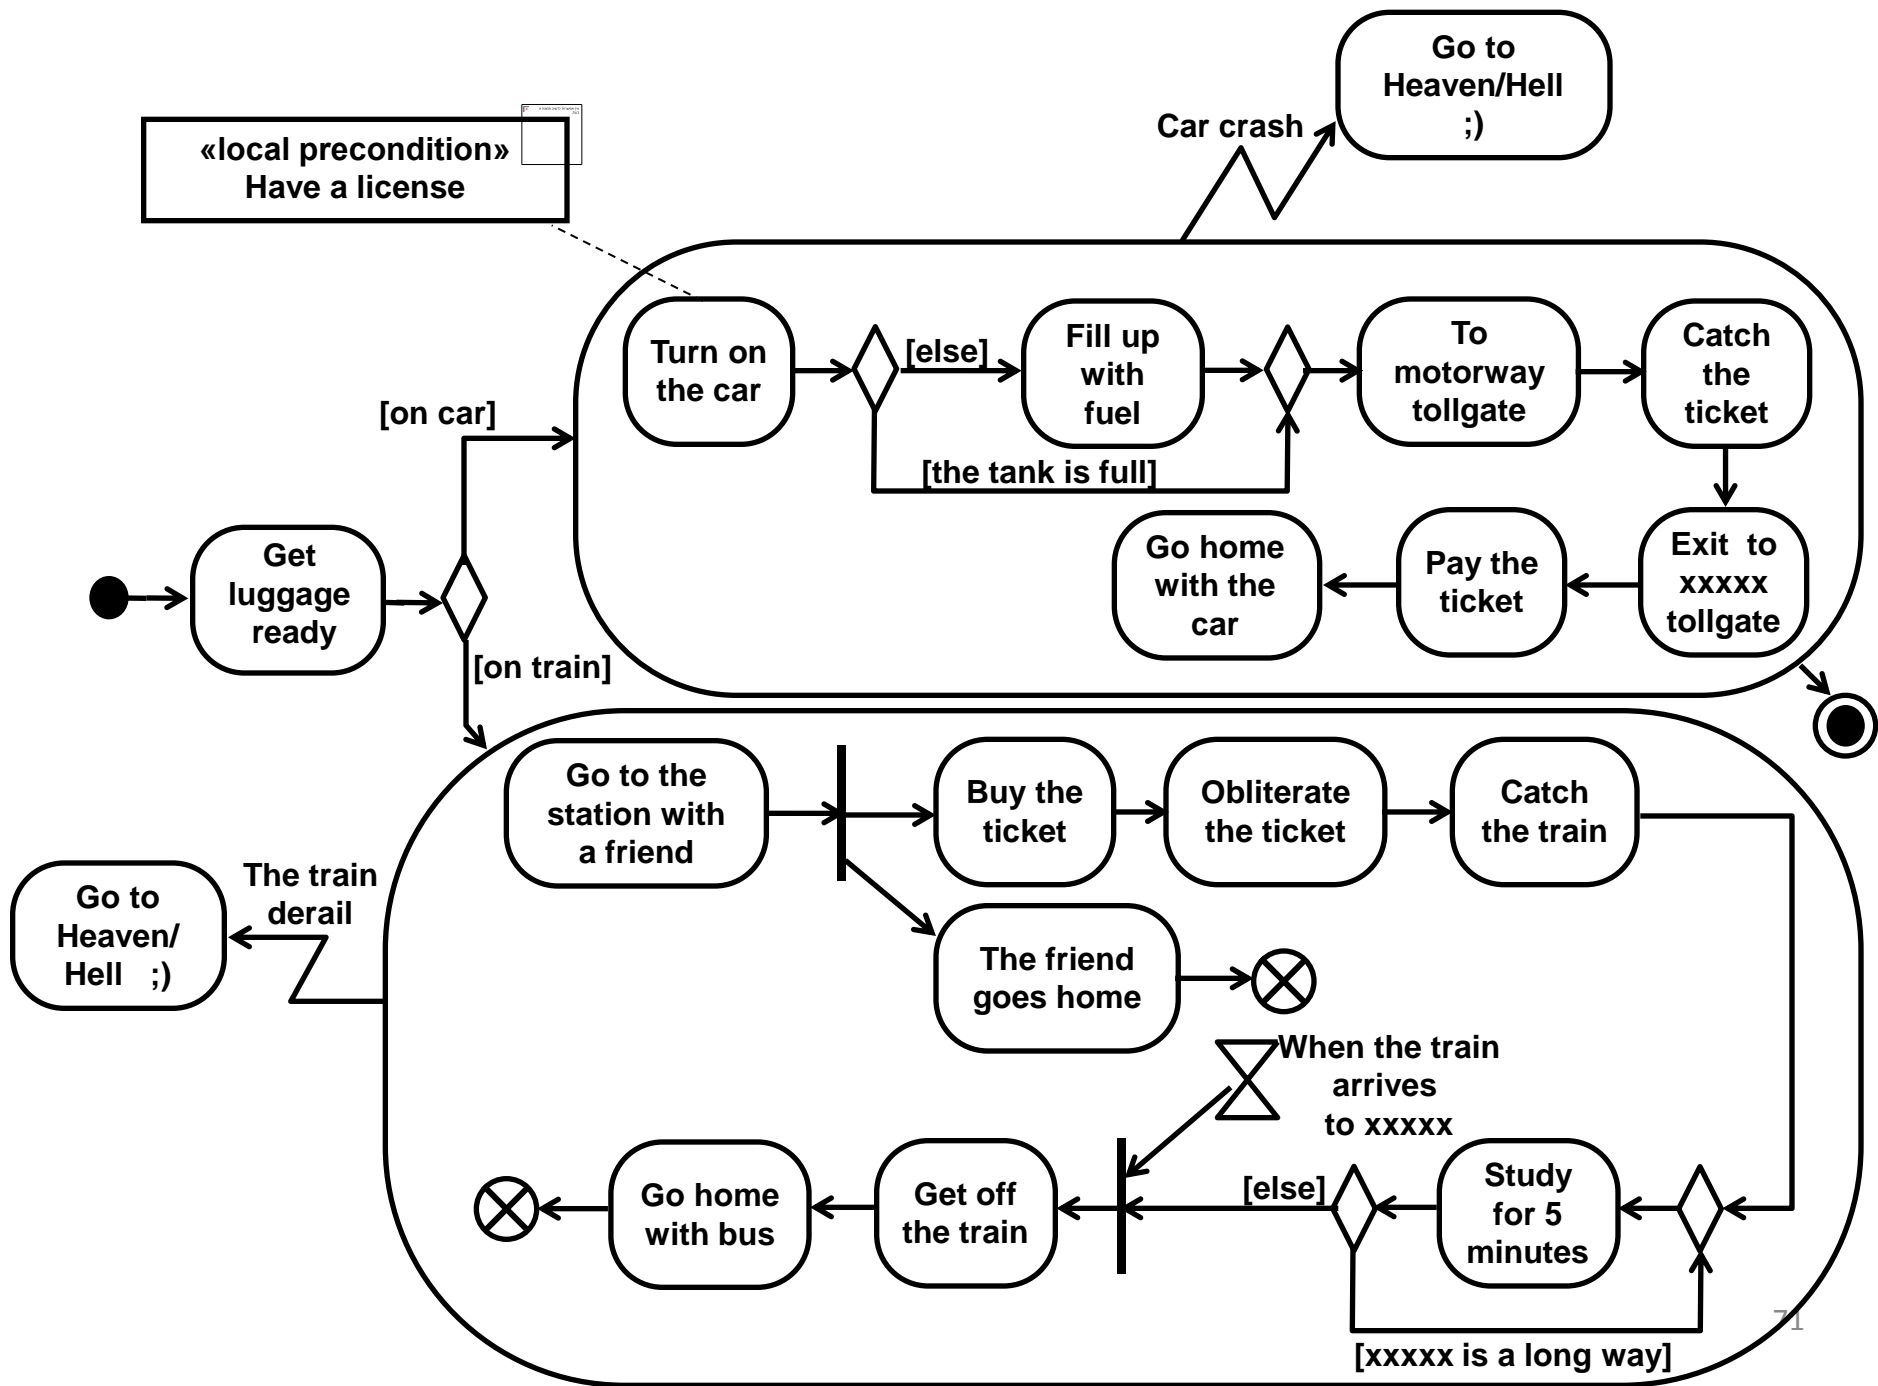 Go to
Heaven/Hell
;)
Car crash
«local precondition»
Have a license
Turn on
the car
[else]
Fill up
with
fuel
To
motorway
tollgate
Catch
the
ticket
[on car]
[the tank is full]
Go home
with the
car
Pay the
ticket
Exit to
xxxxx
tollgate
Get
luggage
ready
[on train]
Go to the
station with
a friend
Buy the
ticket
Obliterate
the ticket
Catch
the train
The train
derail
Go to
Heaven/
Hell ;)
The friend
goes home
When the train
arrives
to xxxxx
Go home
with bus
Get off
the train
[else]
Study
for 5
minutes
71
[xxxxx is a long way]